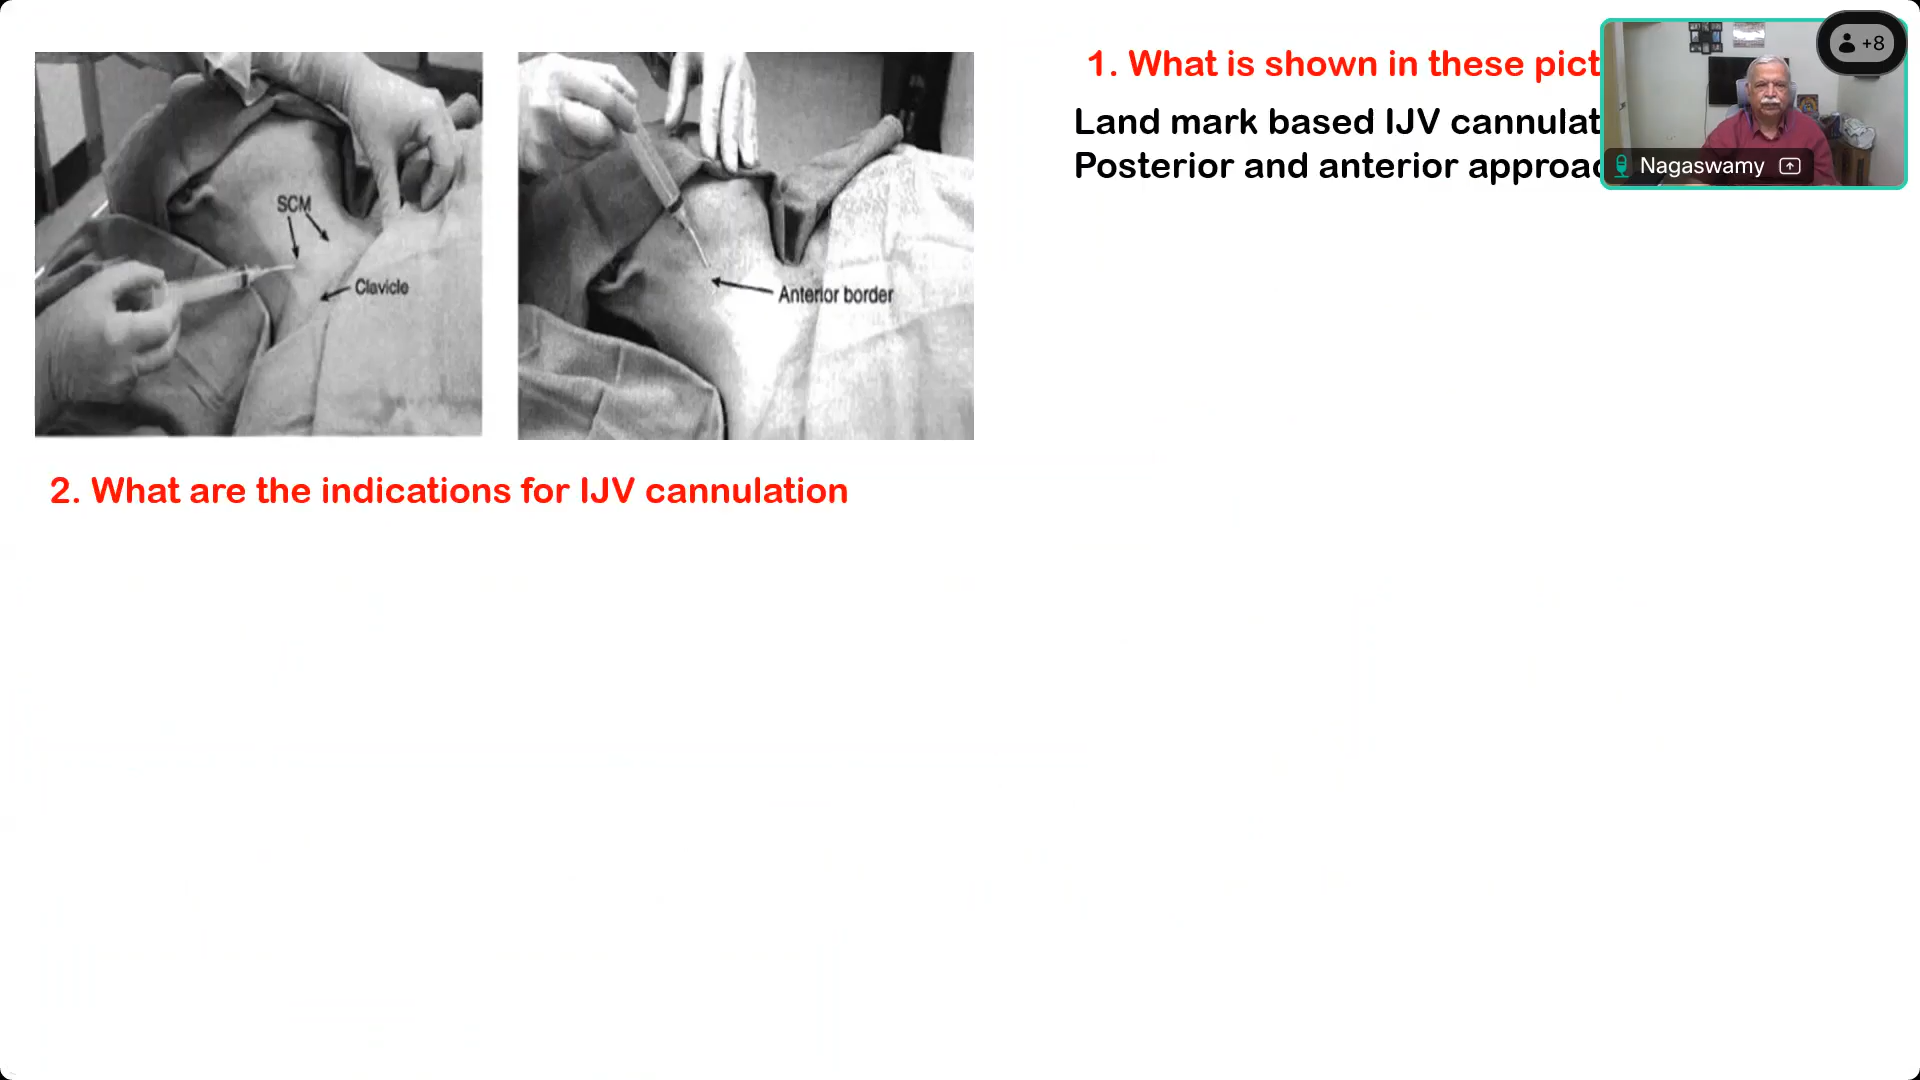 1. What is shown in these pict
Land mark based IJV cannulat
Posterior and anterior approac
+8
Nagaswamy
SCM
Clavicle
Anterior border
2. What are the indications for IJV cannulation